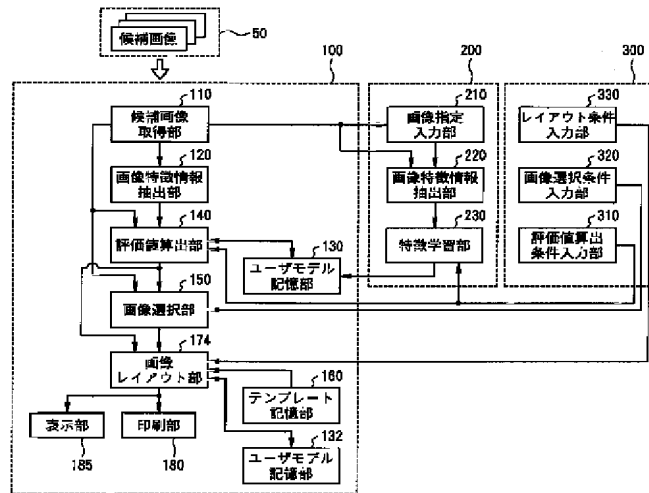 候補画像
50
100
200
300
110
候補画像
取得部
210
画像指定
入力部
330
レイアウト条件
入力部
120
画像特徴情報
抽出部
220
画像特徴情報
抽出部
320
画像選択条件
入力部
140
評価値算出部
130
ユーザモデル
記憶部
230
特徴学習部
310
評価値算出
条件入力部
150
画像選択部
174
画像
レイアウト部
160
テンプレート
記憶部
表示部
185
印刷部
180
132
ユーザモデル
記憶部